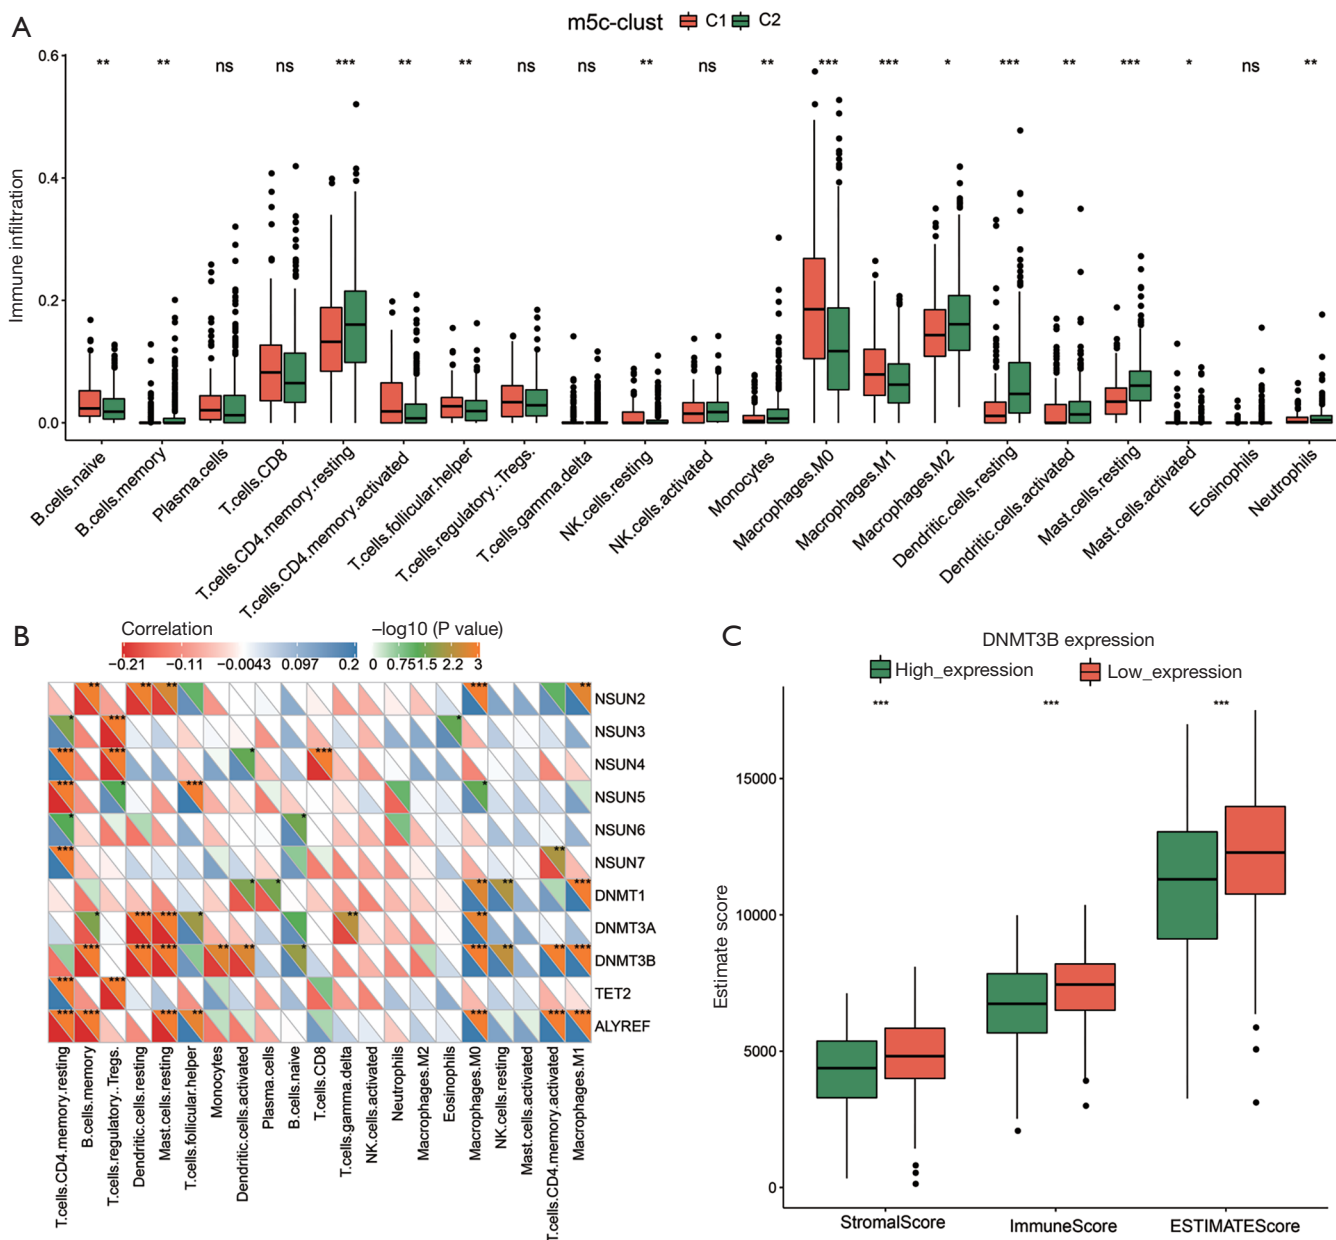 A
m5c-clust C1 C2
** ** ns ns *** ** ** ns ns ** ns ** *** *** * *** ** *** * ns **
Immune infiltration
0.6
0.4
0.2
0.0
B.cells.naive
B.cells.memory
Plasma.cells
T.cells.CD8
T.cells.CD4.memory.resting
T.cells.CD4.memory.activated
T.cells.follicular.helper
T.cells.regulatory..Tregs.
T.cells.gamma.delta
NK.cells.resting
NK.cells.activated
Monocytes
Macrophages.M0
Macrophages.M1
Macrophages.M2
Dendritic.cells.resting
Dendritic.cells.activated
Mast.cells.resting
Mast.cells.activated
Eosinophils
Neutrophils
B
Correlation
−0.21 −0.11 −0.0043 0.097 0.2
−log10 (P value)
0 0.75 1.5 2.2 3
** ** ** *** ** NSUN2
* *** * NSUN3
*** *** * *** NSUN4
*** * *** * NSUN5
* * NSUN6
*** ** NSUN7
* * ** ** *** DNMT1
* *** *** * ** ** DNMT3A
*** *** *** ** ** * *** ** ** *** DNMT3B
*** *** TET2
*** *** *** ** *** *** *** ALYREF
T.cells.CD4.memory.resting
B.cells.memory
T.cells.regulatory..Tregs.
Dendritic.cells.resting
Mast.cells.resting
T.cells.follicular.helper
Monocytes
Dendritic.cells.activated
Plasma.cells
B.cells.naive
T.cells.CD8
T.cells.gamma.delta
NK.cells.activated
Neutrophils
Macrophages.M2
Eosinophils
Macrophages.M0
NK.cells.resting
Mast.cells.activated
T.cells.CD4.memory.activated
Macrophages.M1
C
DNMT3B expression
High_expression Low_expression
*** *** ***
Estimate score
15000
10000
5000
0
StromalScore
ImmuneScore
ESTIMATEScore